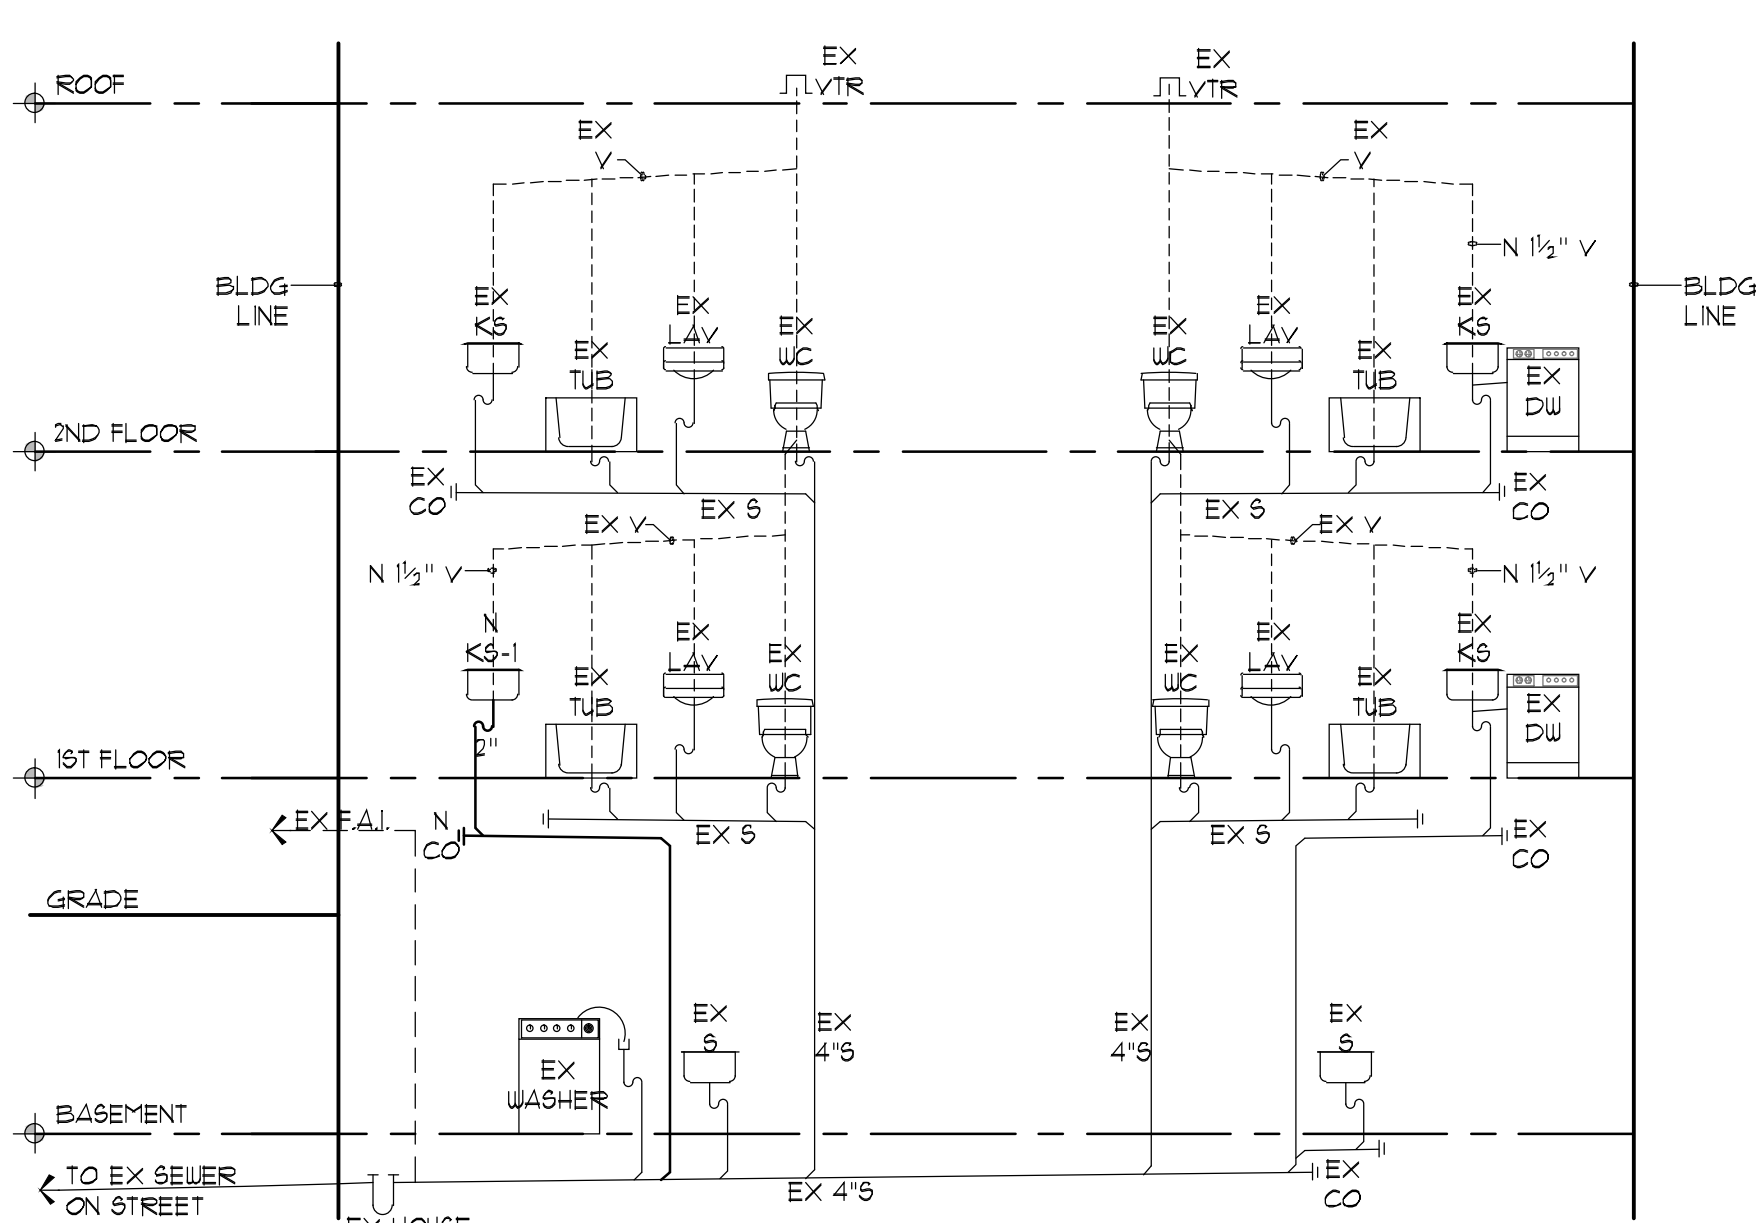 EX
VTR
EX
VTR
ROOF
EX
V
EX
V
N 1½" V
BLDG
LINE
BLDG
LINE
EX
KS
EX
LAV
EX
WC
EX
TUB
EX
WC
EX
LAV
EX
TUB
EX
KS
EX
DW
2ND FLOOR
EX
CO
EX S
EX S
EX
CO
EX V
EX V
N 1½" V
N 1½" V
N
KS-1
EX
LAV
EX
WC
EX
TUB
EX
WC
EX
LAV
EX
TUB
EX
KS
EX
DW
2"
1ST FLOOR
EX F.A.I.
N
CO
EX S
EX S
EX
CO
GRADE
EX
WASHER
EX
S
EX
4"S
EX
4"S
EX
S
BASEMENT
TO EX SEWER
ON STREET
EX 4"S
EX
CO
EX HOUSE